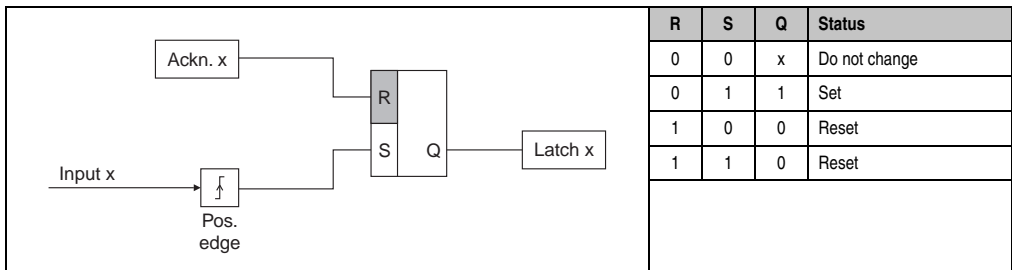 Ackn. x
R
S
Q
Latch x
Input x
Pos.
edge
R S Q Status
0 0 x Do not change
0 1 1 Set
1 0 0 Reset
1 1 0 Reset